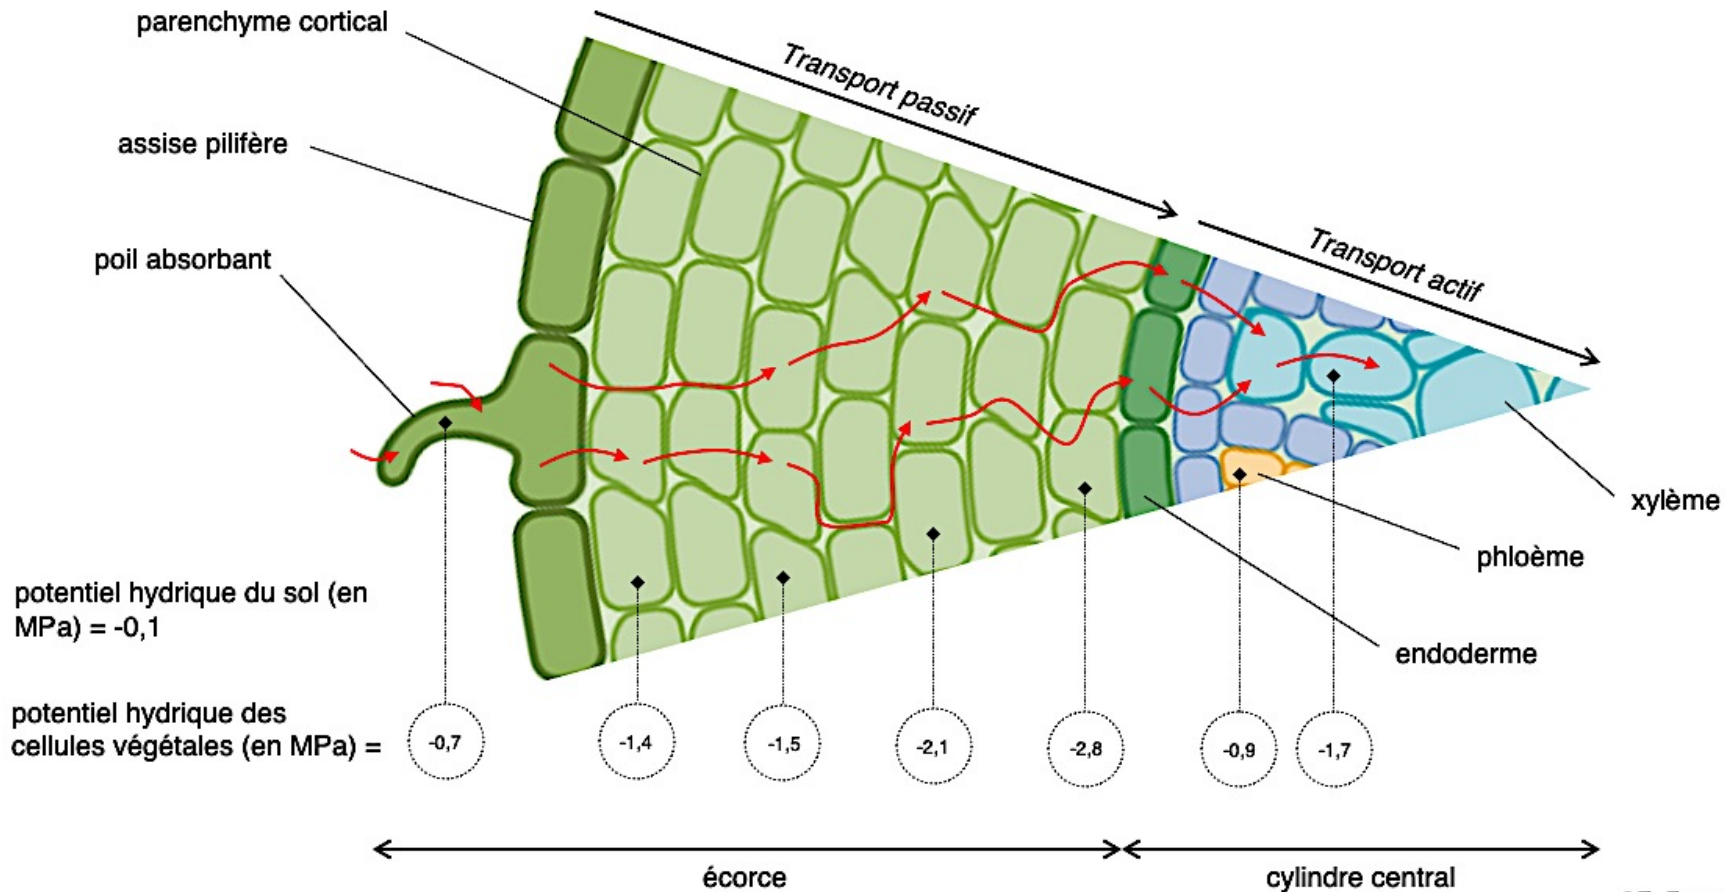 parenchyme cortical
Transport passif
assise pilifère
poil absorbant
Transport actif
xylème
phloème
endoderme
potentiel hydrique du sol (en
MPa) = -0,1
potentiel hydrique des
cellules végétales (en MPa) =
-0,7
-1,4
-1,5
-2,1
-2,8
-0,9
-1,7
écorce
cylindre central